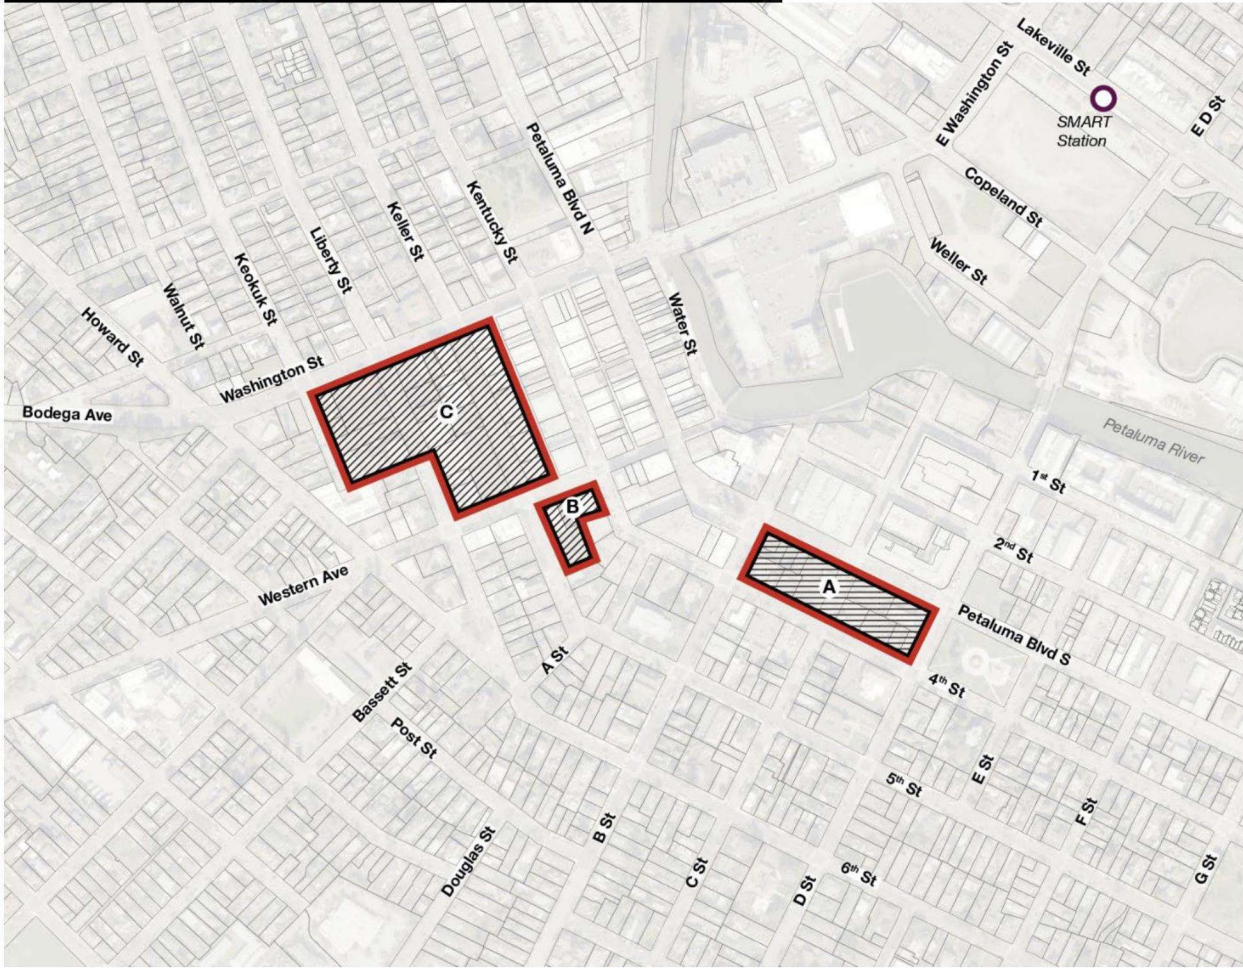 Lakeville St
E Washington St
SMART
Station
E D St
Petaluma Blvd N
Copeland St
Kentucky St
Keller St
Liberty St
Weller St
Keokuk St
Walnut St
Water St
Howard St
Washington St
Bodega Ave
C
Petaluma River
1st St
B
2nd St
Western Ave
A
Petaluma Blvd S
A St
Bassett St
4th St
Post St
E St
5th St
F St
B St
Douglas St
C St
6th St
D St
G St